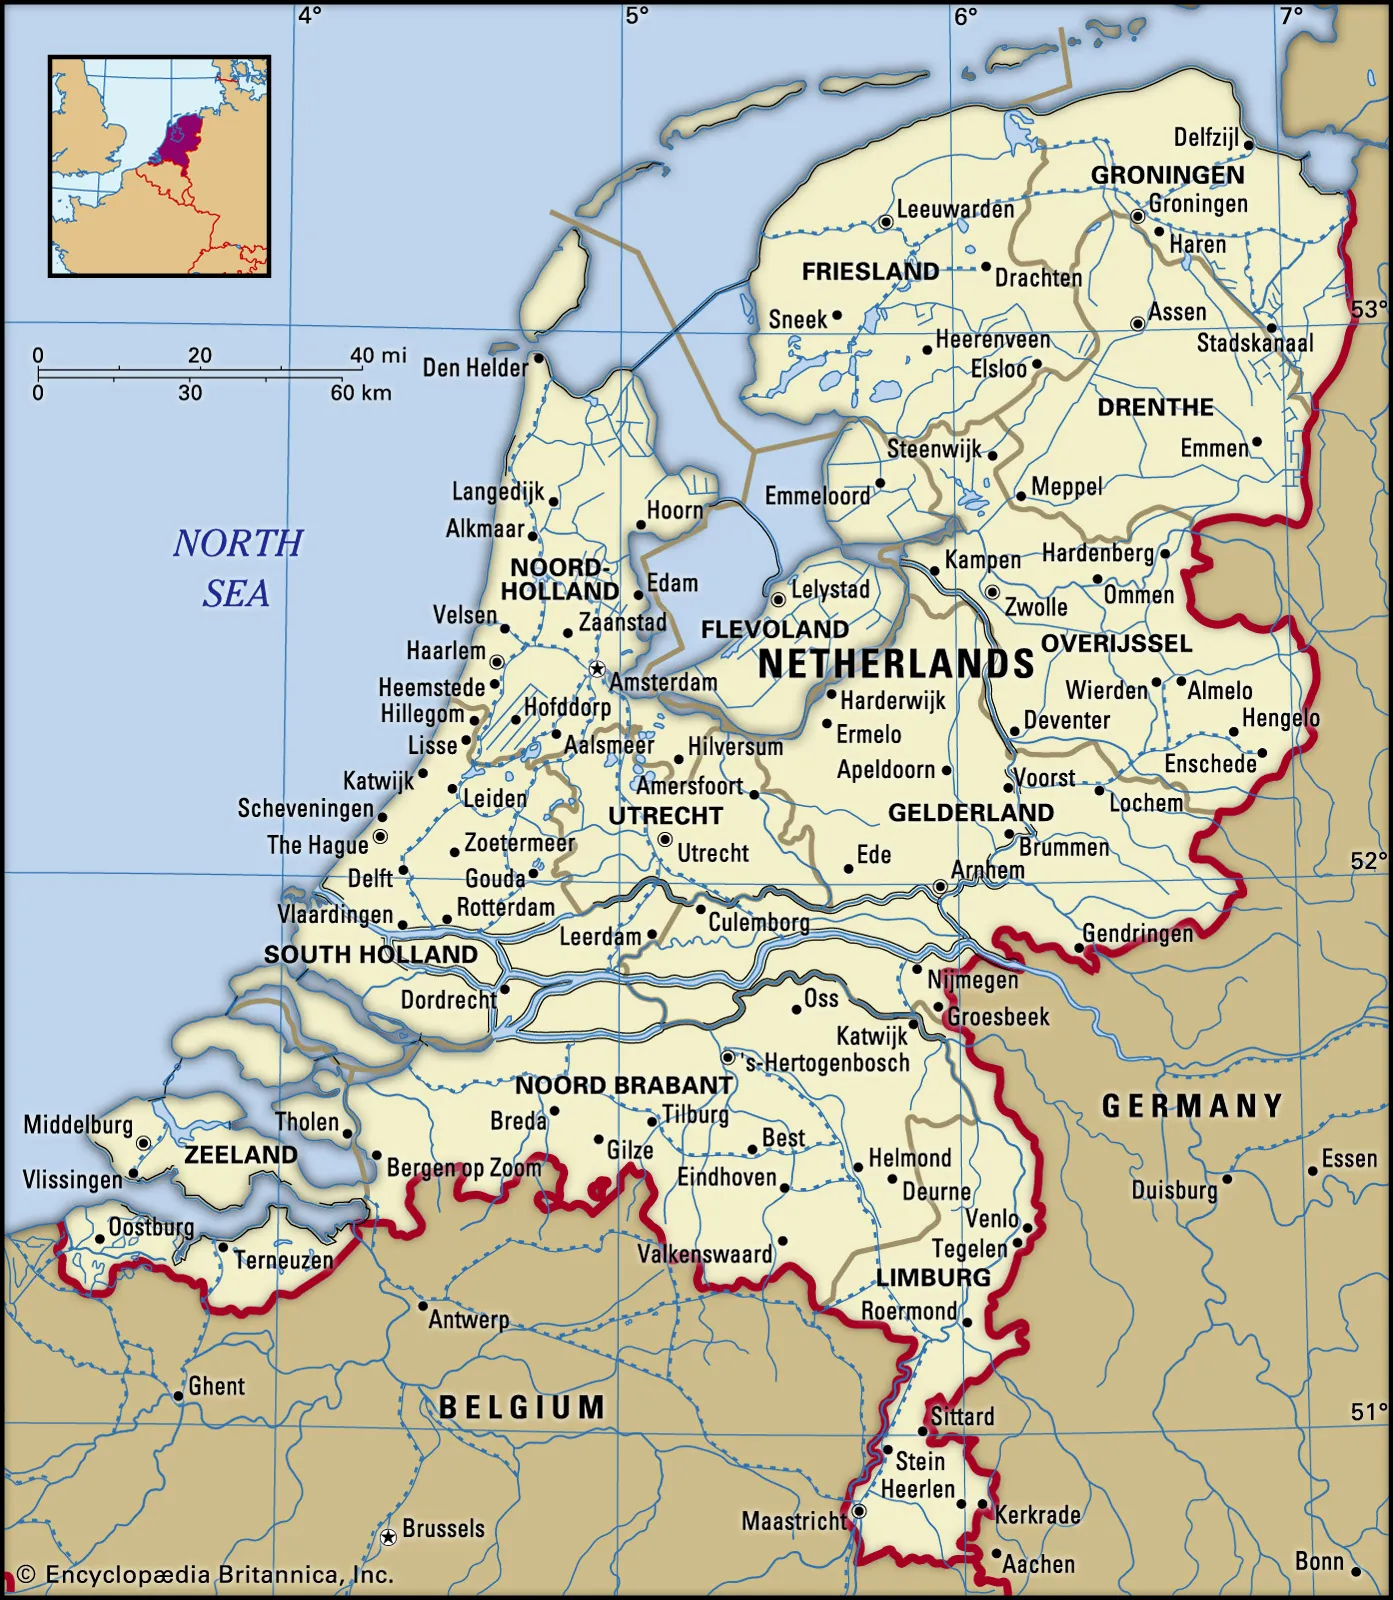 4°
5°
6°
7°
Delfzijl
GRONINGEN
Groningen
Leeuwarden
Haren
FRIESLAND
Drachten
53°
Sneek
Assen
Heerenveen
Stadskanaal
0 20 40 mi
0 30 60 km
Den Helder
Elsloo
DRENTHE
Steenwijk
Emmen
Langedijk
Emmeloord
Meppel
Hoorn
Alkmaar
NORTH
SEA
NOORD-
HOLLAND
Edam
Kampen
Hardenberg
Lelystad
Ommen
Zwolle
Velsen
Zaanstad
FLEVOLAND
OVERIJSSEL
Haarlem
NETHERLANDS
Amsterdam
Heemstede
Harderwijk
Wierden
Almelo
Hillegom
Hofddorp
Deventer
Hengelo
Lisse
Aalsmeer
Hilversum
Ermelo
Enschede
Katwijk
Amersfoort
Apeldoorn
Voorst
Leiden
Lochem
Scheveningen
UTRECHT
GELDERLAND
The Hague
Zoetermeer
Utrecht
Ede
Brummen
52°
Delft
Gouda
Arnhem
Vlaardingen
Rotterdam
Culemborg
Leerdam
Gendringen
SOUTH HOLLAND
Nijmegen
Dordrecht
Oss
Groesbeek
Katwijk
's-Hertogenbosch
NOORD BRABANT
GERMANY
Middelburg
Tholen
Breda
Tilburg
Best
ZEELAND
Gilze
Helmond
Essen
Vlissingen
Bergen op Zoom
Eindhoven
Deurne
Duisburg
Oostburg
Venlo
Terneuzen
Valkenswaard
Tegelen
LIMBURG
Antwerp
Roermond
Ghent
BELGIUM
Sittard
51°
Stein
Heerlen
Maastricht
Kerkrade
Brussels
Aachen
Bonn
© Encyclopædia Britannica, Inc.